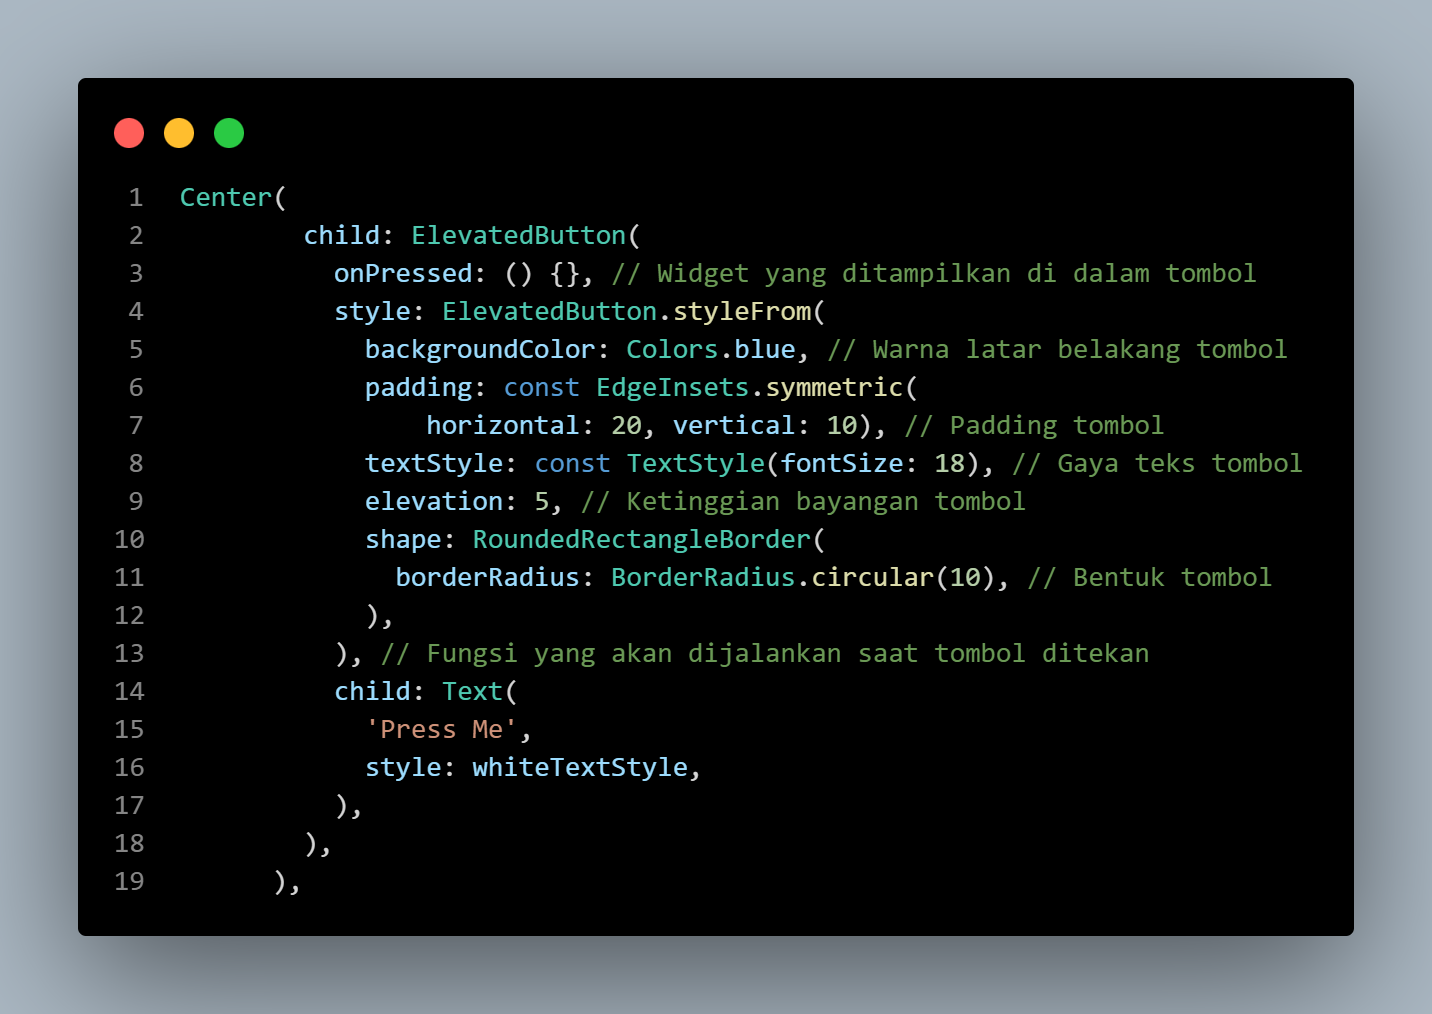 1 Center(
2         child: ElevatedButton(
3           onPressed: () {}, // Widget yang ditampilkan di dalam tombol
4           style: ElevatedButton.styleFrom(
5             backgroundColor: Colors.blue, // Warna latar belakang tombol
6             padding: const EdgeInsets.symmetric(
7                 horizontal: 20, vertical: 10), // Padding tombol
8             textStyle: const TextStyle(fontSize: 18), // Gaya teks tombol
9             elevation: 5, // Ketinggian bayangan tombol
10             shape: RoundedRectangleBorder(
11               borderRadius: BorderRadius.circular(10), // Bentuk tombol
12             ),
13           ), // Fungsi yang akan dijalankan saat tombol ditekan
14           child: Text(
15             'Press Me',
16             style: whiteTextStyle,
17           ),
18         ),
19       ),